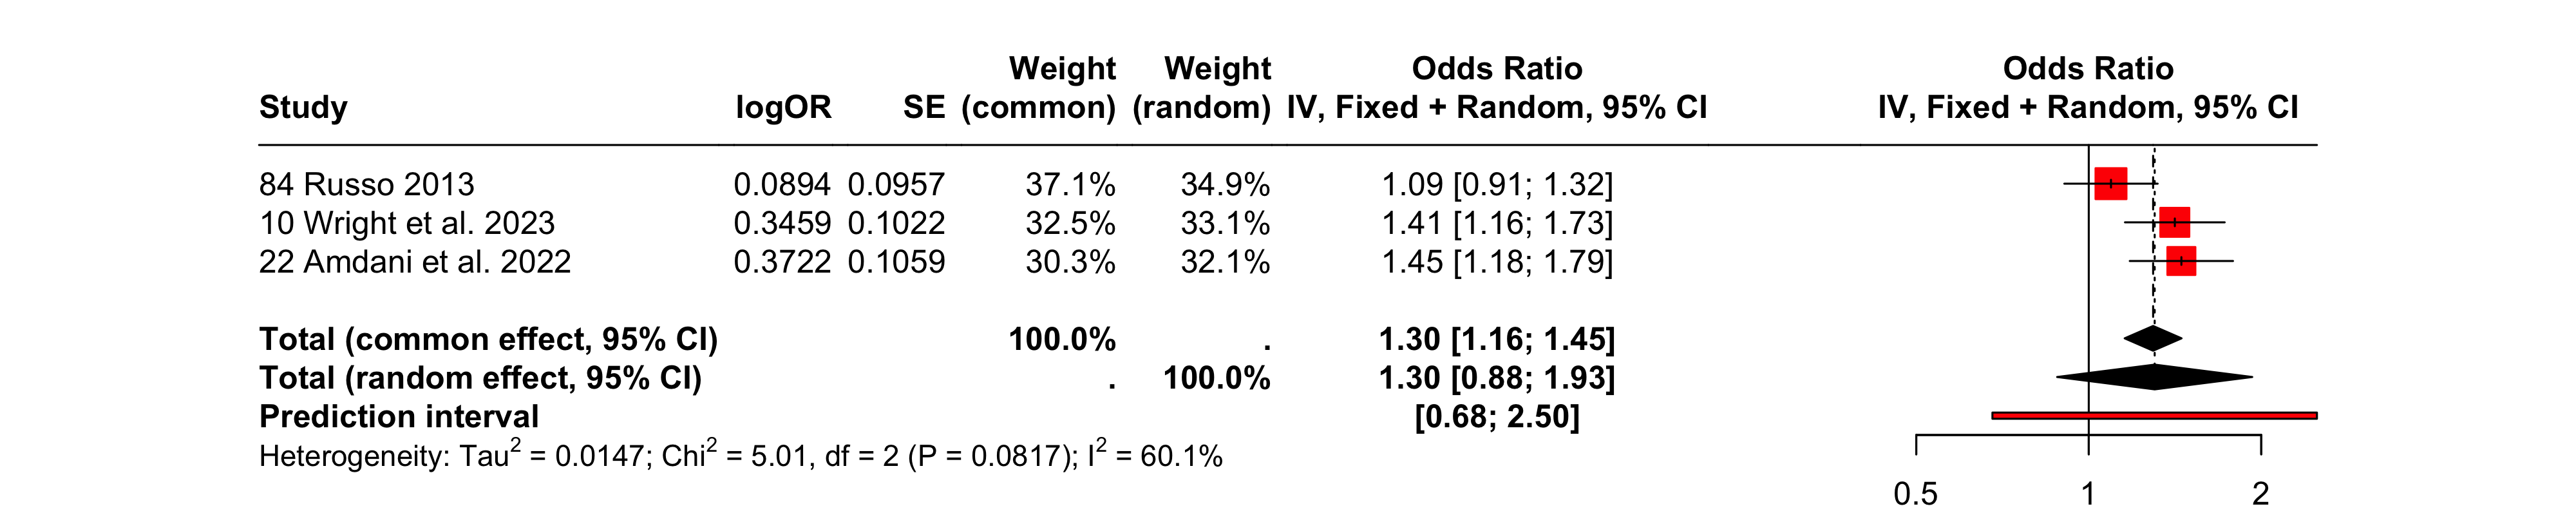 Weight Weight Odds Ratio Odds Ratio
Study logOR SE (common) (random) IV, Fixed + Random, 95% CI IV, Fixed + Random, 95% CI
84 Russo 2013 0.0894 0.0957 37.1% 34.9% 1.09 [0.91; 1.32]
10 Wright et al. 2023 0.3459 0.1022 32.5% 33.1% 1.41 [1.16; 1.73]
22 Amdani et al. 2022 0.3722 0.1059 30.3% 32.1% 1.45 [1.18; 1.79]
Total (common effect, 95% CI) 100.0% . 1.30 [1.16; 1.45]
Total (random effect, 95% CI) . 100.0% 1.30 [0.88; 1.93]
Prediction interval [0.68; 2.50]
Heterogeneity: Tau² = 0.0147; Chi² = 5.01, df = 2 (P = 0.0817); I² = 60.1%
0.5 1 2